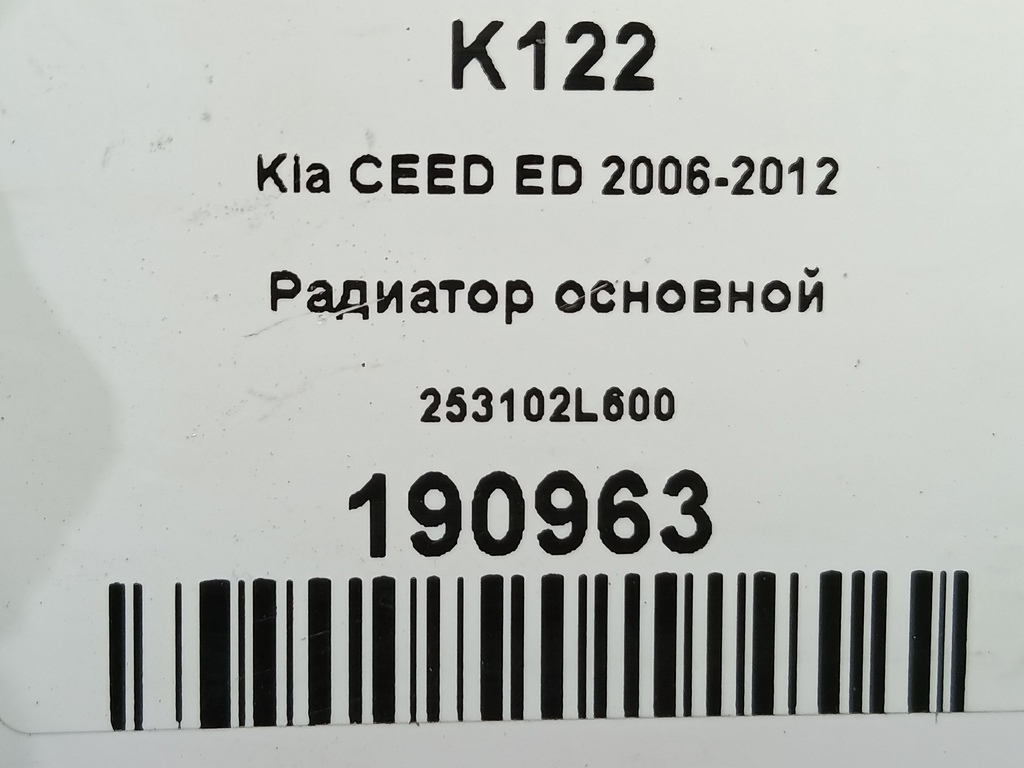 K122
Kia CEED ED 2006-2012
Радиатор основной
253102L600
190963